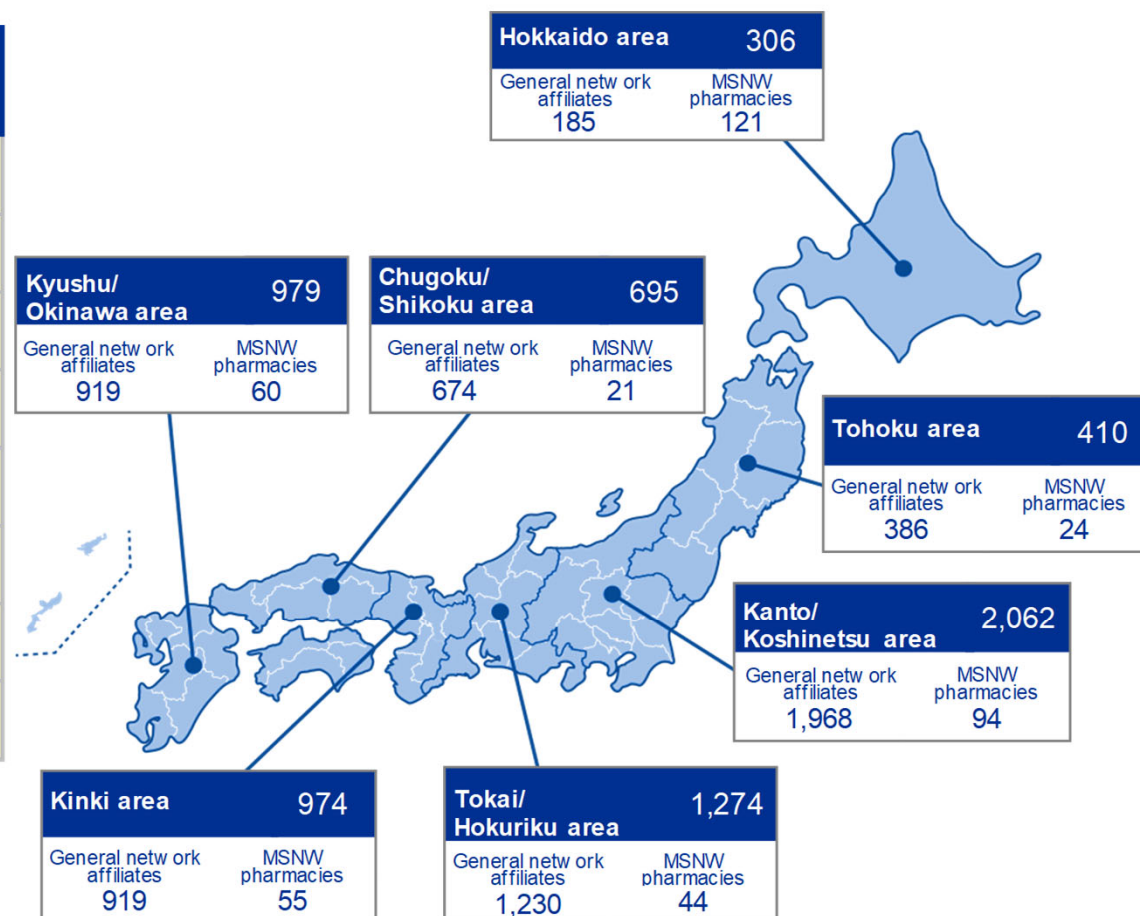 Hokkaido area 306
General netw ork affiliates
MSNW pharmacies
185 121
Kyushu/
Okinawa area 979
General netw ork affiliates
MSNW pharmacies
919 60
Chugoku/
Shikoku area 695
General netw ork affiliates
MSNW pharmacies
674 21
Tohoku area 410
General netw ork affiliates
MSNW pharmacies
386 24
Kanto/
Koshinetsu area 2,062
General netw ork affiliates
MSNW pharmacies
1,968 94
Kinki area 974
General netw ork affiliates
MSNW pharmacies
919 55
Tokai/
Hokuriku area 1,274
General netw ork affiliates
MSNW pharmacies
1,230 44